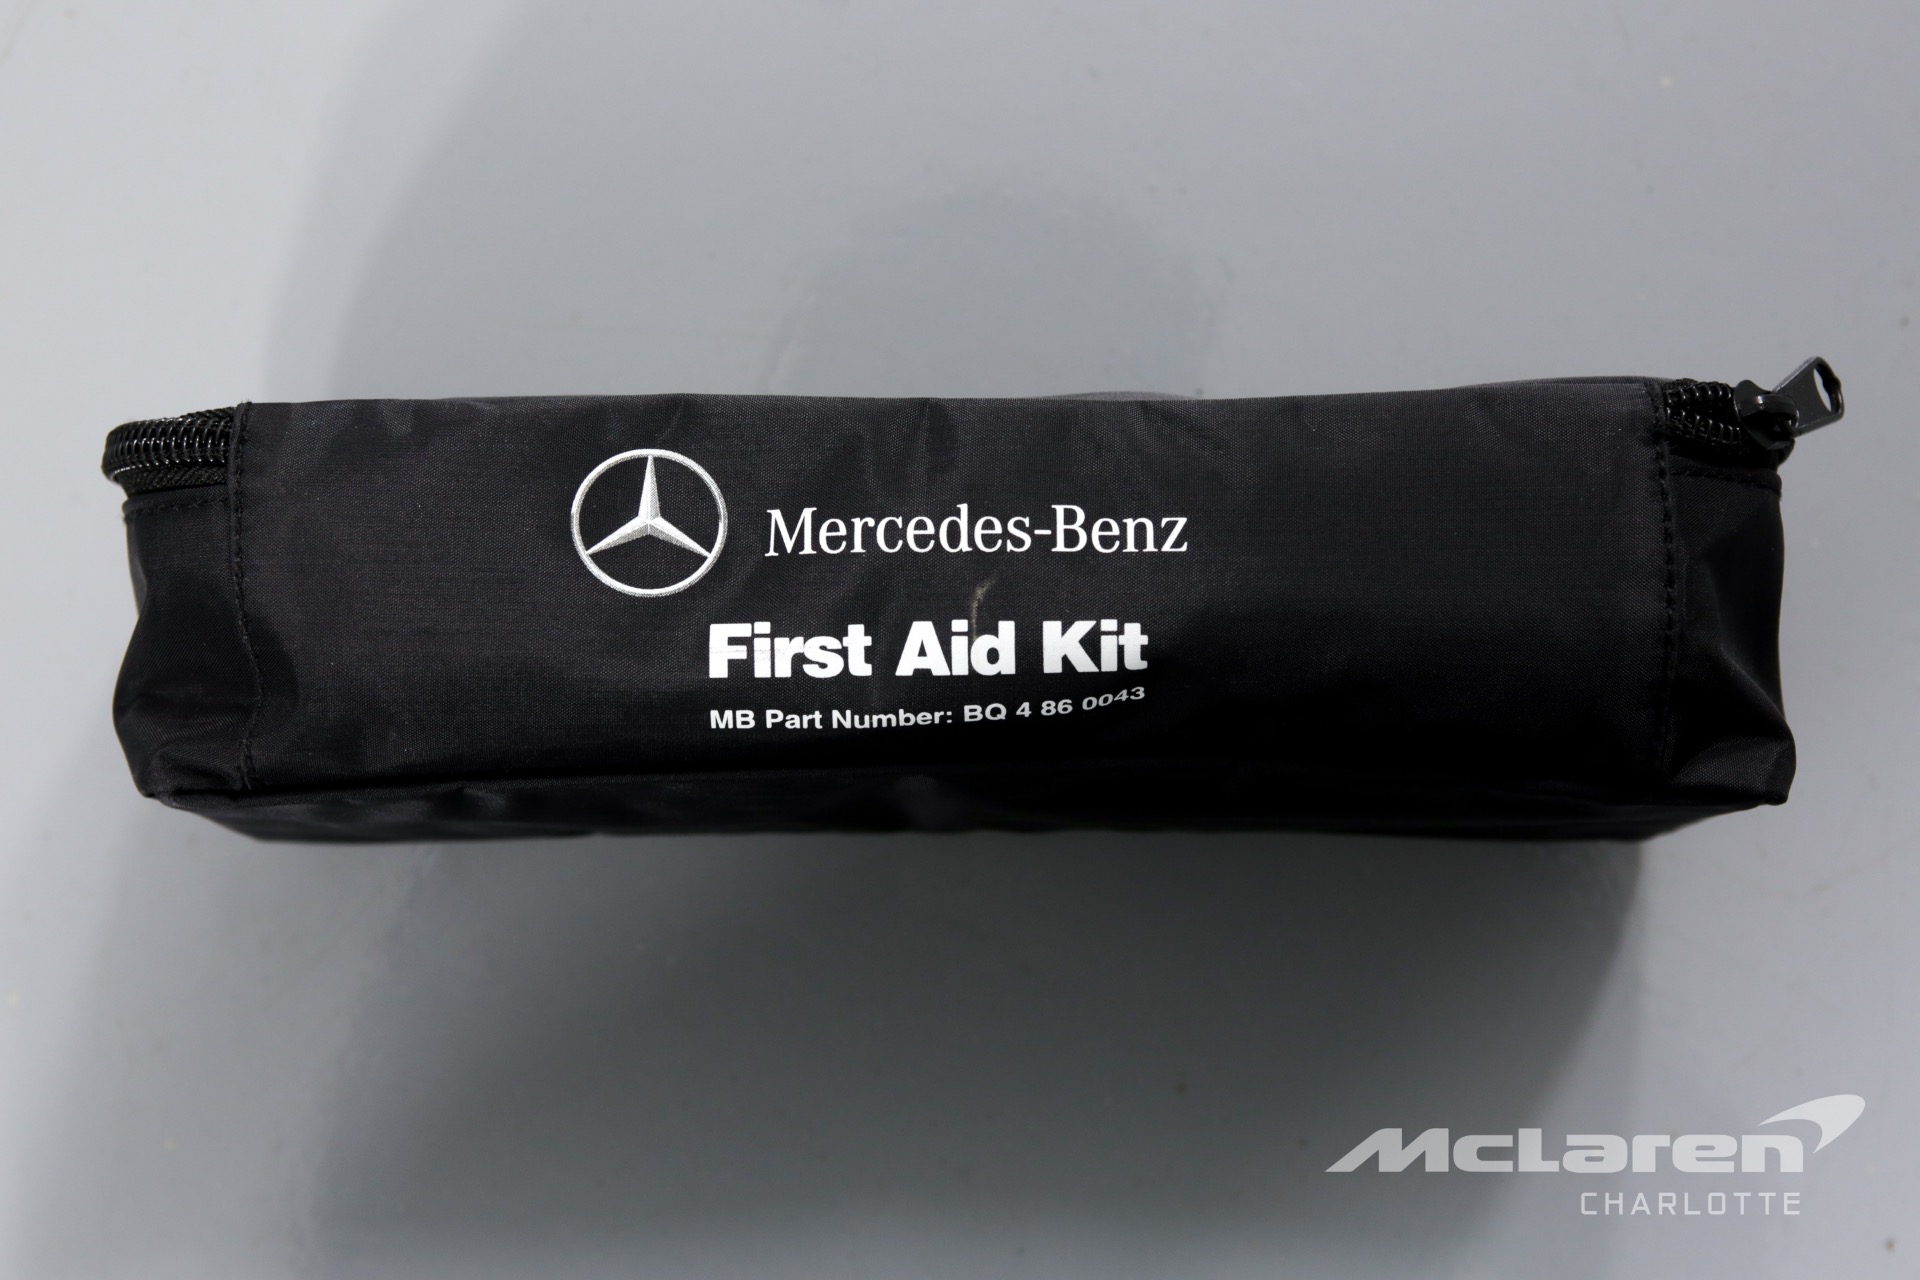 Mercedes-Benz
First Aid Kit
MB Part Number: BQ 4 86 0043
McLaren
CHARLOTTE